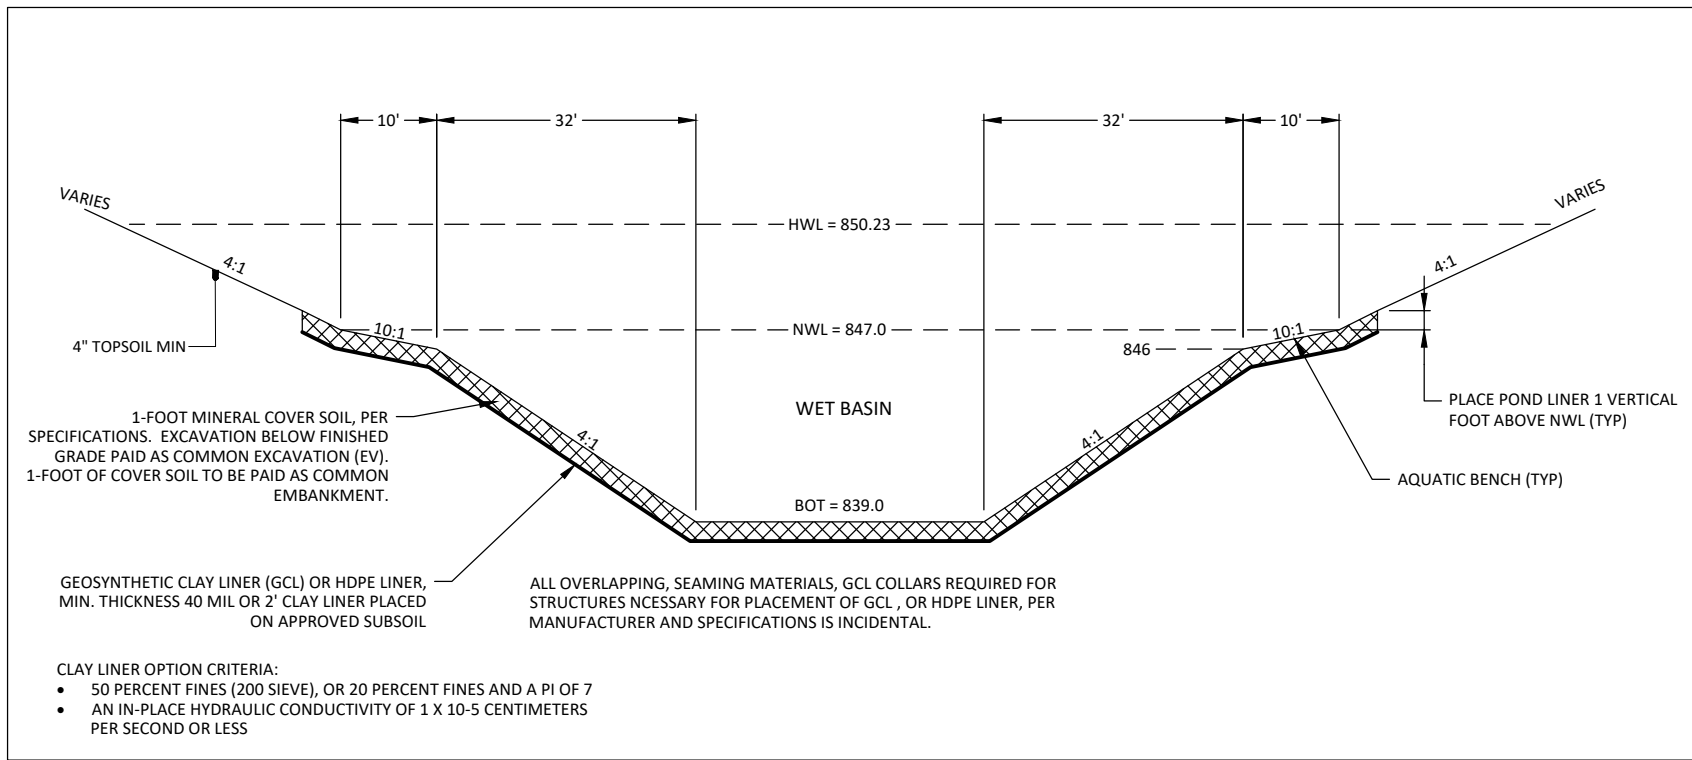 10'
32'
32'
10'
VARIES
VARIES
HWL = 850.23
4:1
4:1
10:1
NWL = 847.0
10:1
4" TOPSOIL MIN
846
WET BASIN
PLACE POND LINER 1 VERTICAL
FOOT ABOVE NWL (TYP)
1-FOOT MINERAL COVER SOIL, PER
SPECIFICATIONS. EXCAVATION BELOW FINISHED
GRADE PAID AS COMMON EXCAVATION (EV).
1-FOOT OF COVER SOIL TO BE PAID AS COMMON
EMBANKMENT.
4:1
4:1
AQUATIC BENCH (TYP)
BOT = 839.0
GEOSYNTHETIC CLAY LINER (GCL) OR HDPE LINER,
MIN. THICKNESS 40 MIL OR 2' CLAY LINER PLACED
ON APPROVED SUBSOIL
ALL OVERLAPPING, SEAMING MATERIALS, GCL COLLARS REQUIRED FOR
STRUCTURES NCESSARY FOR PLACEMENT OF GCL , OR HDPE LINER, PER
MANUFACTURER AND SPECIFICATIONS IS INCIDENTAL.
CLAY LINER OPTION CRITERIA:
• 50 PERCENT FINES (200 SIEVE), OR 20 PERCENT FINES AND A PI OF 7
• AN IN-PLACE HYDRAULIC CONDUCTIVITY OF 1 X 10-5 CENTIMETERS
PER SECOND OR LESS